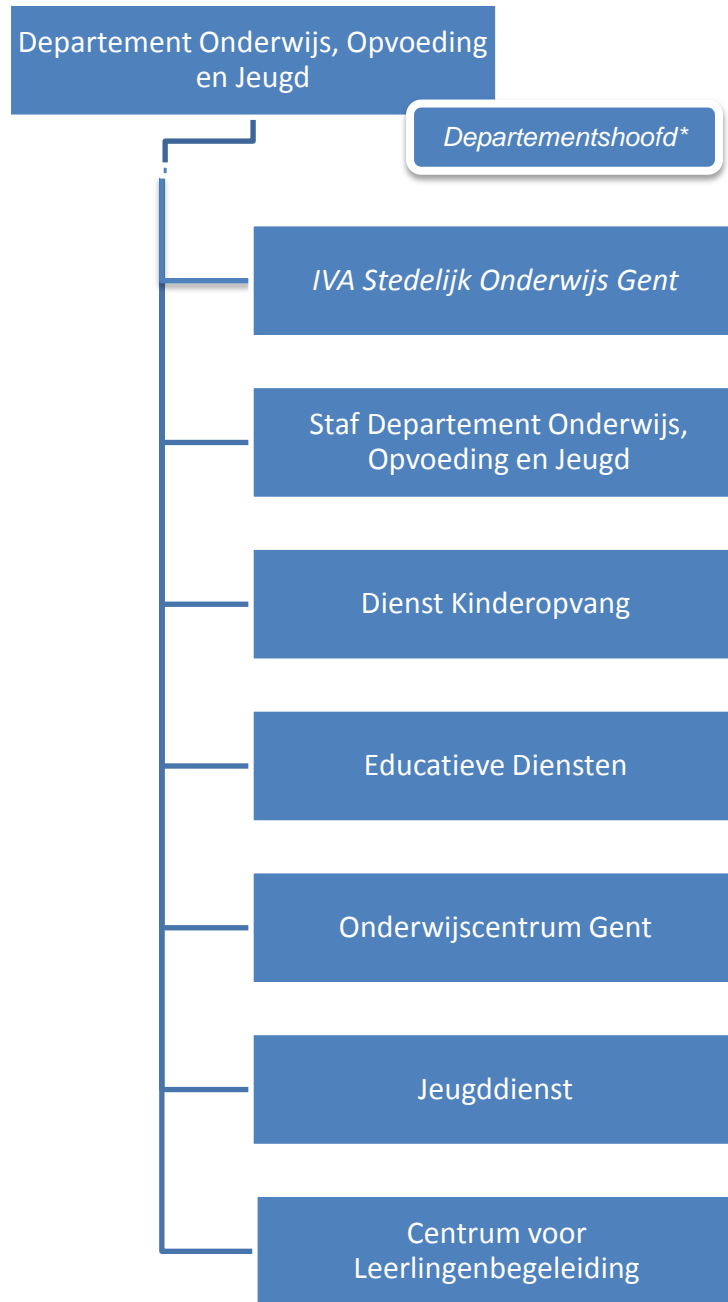 Departement Onderwijs, Opvoeding
en Jeugd
Departementshoofd*
IVA Stedelijk Onderwijs Gent
Staf Departement Onderwijs,
Opvoeding en Jeugd
Dienst Kinderopvang
Educatieve Diensten
Onderwijscentrum Gent
Jeugddienst
Centrum voor
Leerlingenbegeleiding